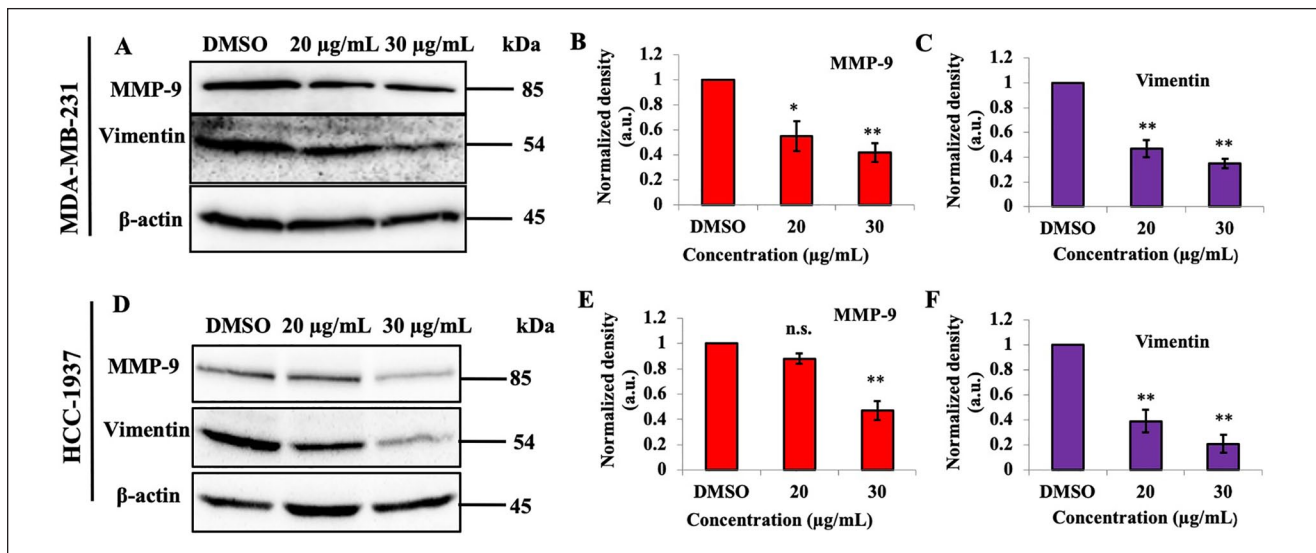 A
DMSO 20 µg/mL 30 µg/mL kDa
MDA-MB-231
MMP-9
85
Vimentin
54
β-actin
45
B
MMP-9
Normalized density
(a.u.)
1.2
1
0.8
0.6
0.4
0.2
0
*
**
DMSO 20 30
Concentration (µg/mL)
C
Vimentin
Normalized density
(a.u.)
1.2
1
0.8
0.6
0.4
0.2
0
**
**
DMSO 20 30
Concentration (µg/mL)
D
DMSO 20 µg/mL 30 µg/mL kDa
HCC-1937
MMP-9
85
Vimentin
54
β-actin
45
E
MMP-9
Normalized density
(a.u.)
1.2
1
0.8
0.6
0.4
0.2
0
n.s.
**
DMSO 20 30
Concentration (µg/mL)
F
Vimentin
Normalized density
(a.u.)
1.2
1
0.8
0.6
0.4
0.2
0
**
**
DMSO 20 30
Concentration (µg/mL)